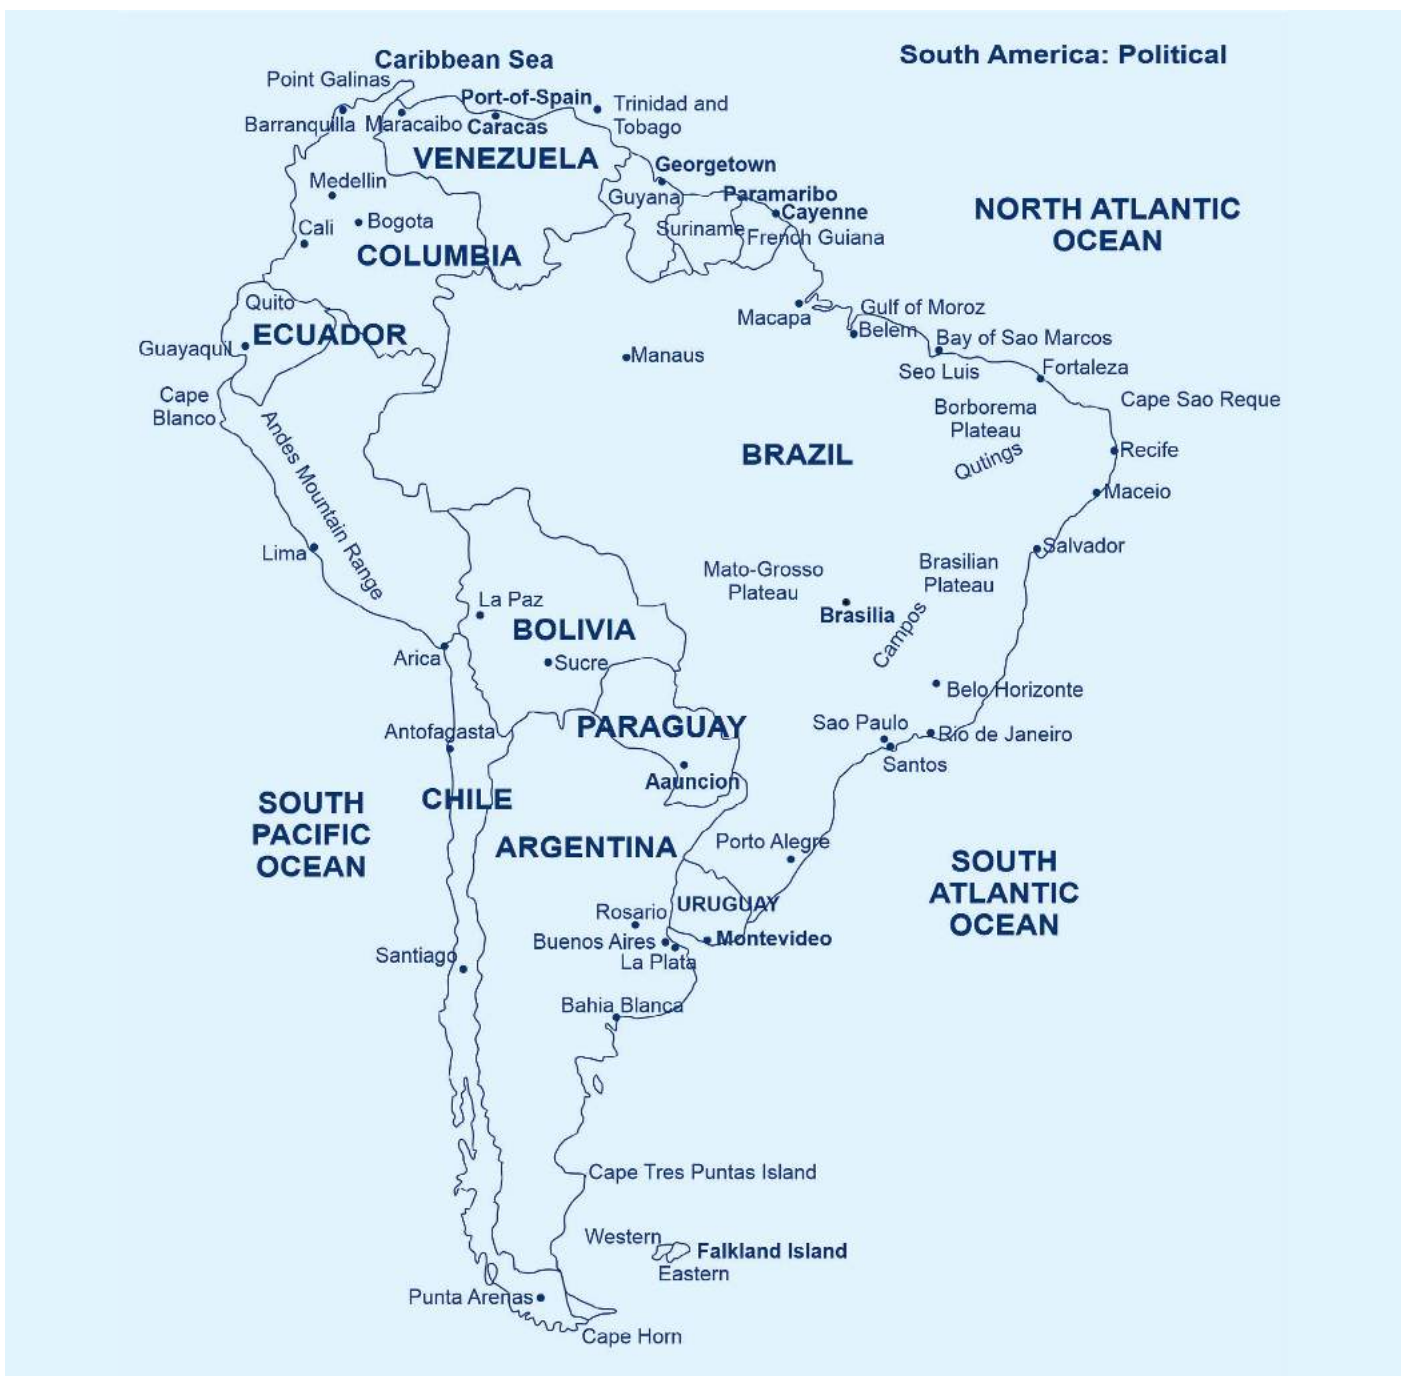 South America: Political
Caribbean Sea
Point Galinas
Port-of-Spain
Trinidad and
Tobago
Barranquilla
Maracaibo
Caracas
VENEZUELA
Georgetown
Medellin
Guyana
Paramaribo
Cayenne
NORTH ATLANTIC
OCEAN
Cali
Bogota
Suriname
French Guiana
COLUMBIA
Quito
ECUADOR
Guayaquil
Macapa
Gulf of Moroz
Belem
Bay of Sao Marcos
Manaus
Seo Luis
Fortaleza
Cape
Blanco
Cape Sao Reque
Borborema
Plateau
Qutings
Andes Mountain Range
BRAZIL
Recife
Maceio
Lima
Salvador
Mato-Grosso
Plateau
Brasilian
Plateau
La Paz
Brasilia
BOLIVIA
Campos
Arica
Sucre
Belo Horizonte
Antofagasta
PARAGUAY
Sao Paulo
Rio de Janeiro
Santos
Aauncion
SOUTH
PACIFIC
OCEAN
CHILE
ARGENTINA
Porto Alegre
SOUTH
ATLANTIC
OCEAN
Rosario
URUGUAY
Buenos Aires
Montevideo
La Plata
Santiago
Bahia Blanca
Cape Tres Puntas Island
Western
Falkland Island
Eastern
Punta Arenas
Cape Horn